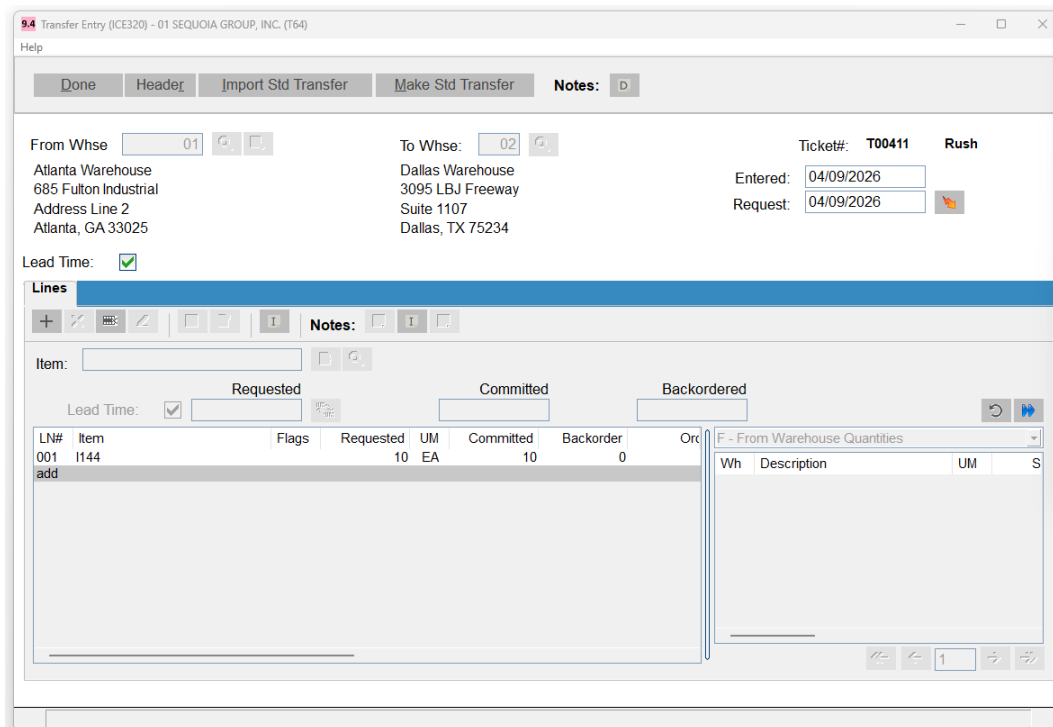 9.4 Transfer Entry (ICE320) - 01 SEQUOIA GROUP, INC. (T64)
Help
Done Header Import Std Transfer Make Std Transfer Notes: D
From Whse 01 To Whse: 02 Ticket#: T00411 Rush
Atlanta Warehouse Dallas Warehouse Entered: 04/09/2026
685 Fulton Industrial 3095 LBJ Freeway Request: 04/09/2026
Address Line 2 Suite 1107
Atlanta, GA 33025 Dallas, TX 75234
Lead Time:
Lines
I Notes: I
Item:
Requested Committed Backordered
Lead Time:
LN# Item Flags Requested UM Committed Backorder Ord F - From Warehouse Quantities
001 I144 10 EA 10 0 Wh Description UM S
add
1